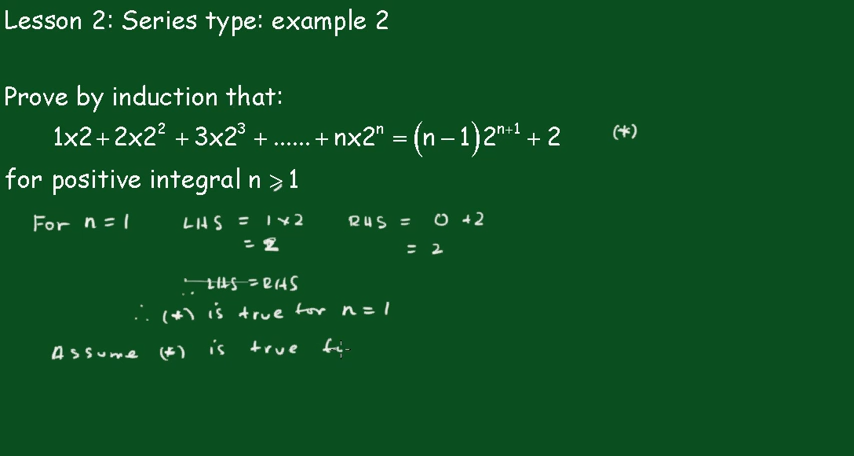 Lesson 2: Series type: example 2
Prove by induction that:
1x2+2x2² +3x2³ +......+nx2ⁿ =(n−1)2ⁿ⁺¹ +2 (*)
for positive integral n ⩾1
For n = 1 LHS = 1 × 2 RHS = 0 +2
= 2 = 2
∴ LHS = RHS
∴ (*) is true for n = 1
Assume (*) is true